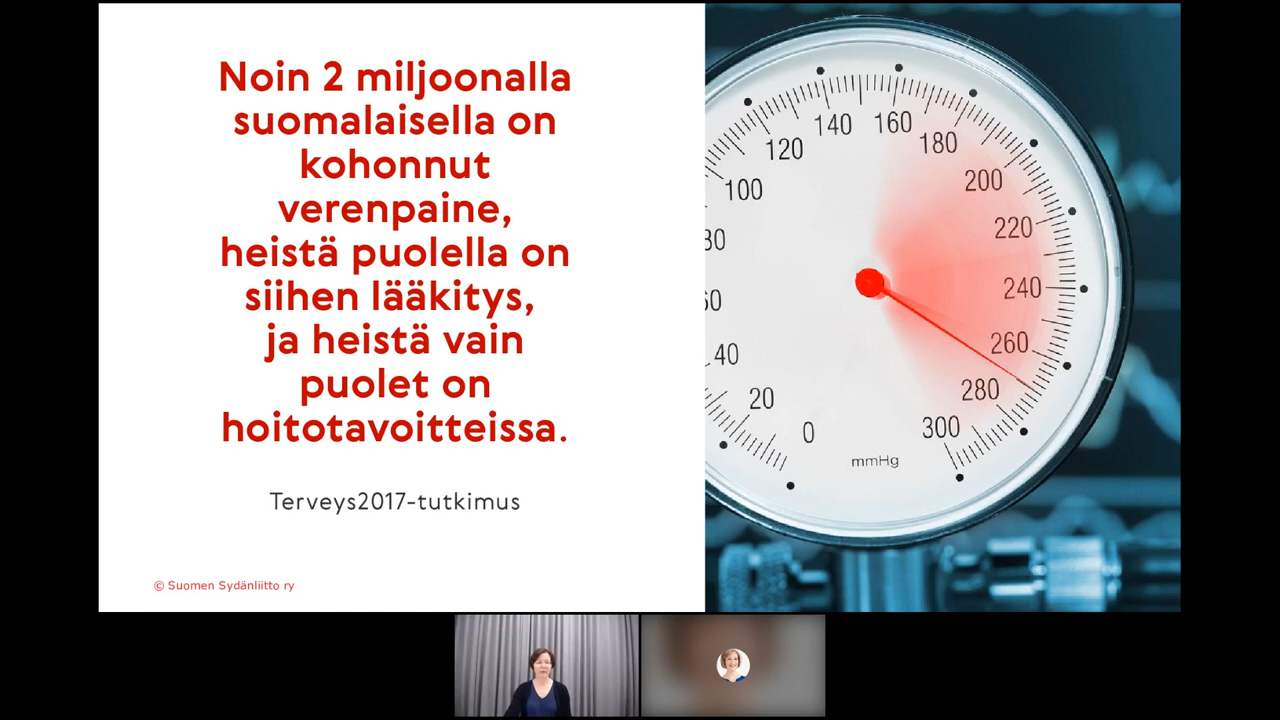 Noin 2 miljoonalla
suomalaisella on
kohonnut
verenpaine,
heistä puolella on
siihen lääkitys,
ja heistä vain
puolet on
hoitotavoitteissa.
Terveys2017-tutkimus
© Suomen Sydänliitto ry
0
20
40
60
80
100
120
140
160
180
200
220
240
260
280
300
mmHg